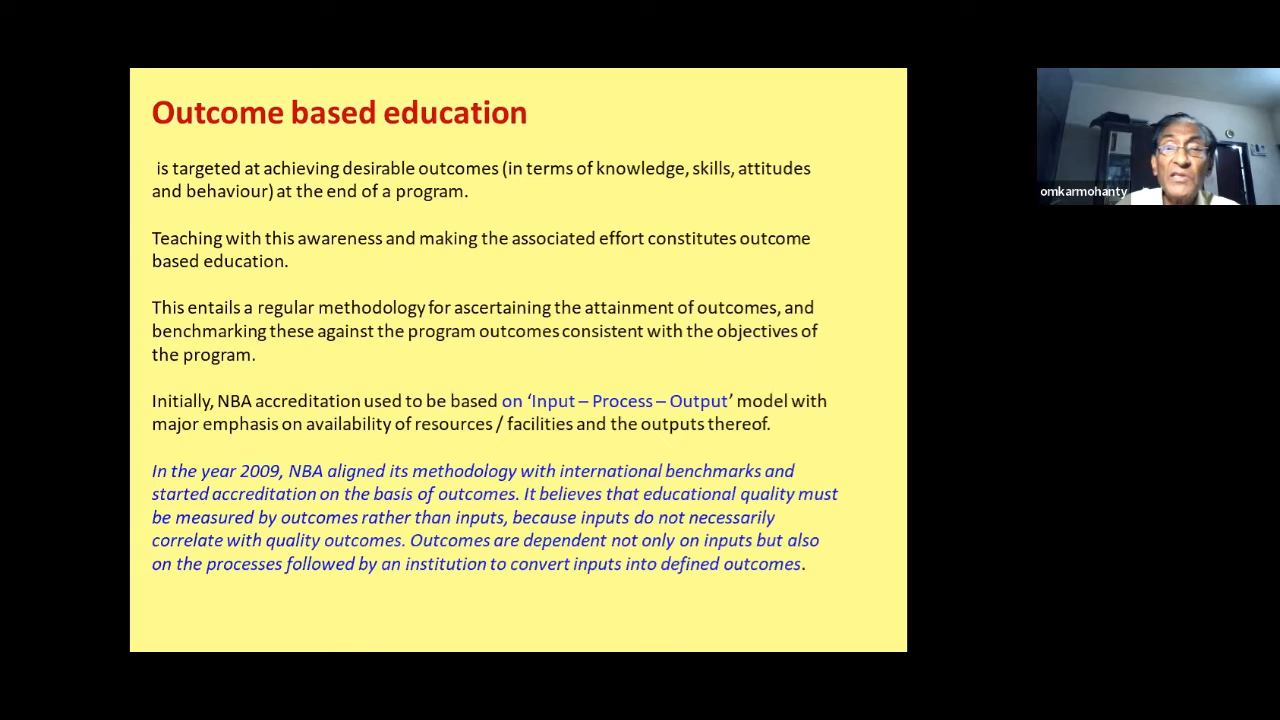 Outcome based education
is targeted at achieving desirable outcomes (in terms of knowledge, skills, attitudes
and behaviour) at the end of a program.
Teaching with this awareness and making the associated effort constitutes outcome
based education.
This entails a regular methodology for ascertaining the attainment of outcomes, and
benchmarking these against the program outcomes consistent with the objectives of
the program.
Initially, NBA accreditation used to be based on ‘Input – Process – Output’ model with
major emphasis on availability of resources / facilities and the outputs thereof.
In the year 2009, NBA aligned its methodology with international benchmarks and
started accreditation on the basis of outcomes. It believes that educational quality must
be measured by outcomes rather than inputs, because inputs do not necessarily
correlate with quality outcomes. Outcomes are dependent not only on inputs but also
on the processes followed by an institution to convert inputs into defined outcomes.
omkarmohanty